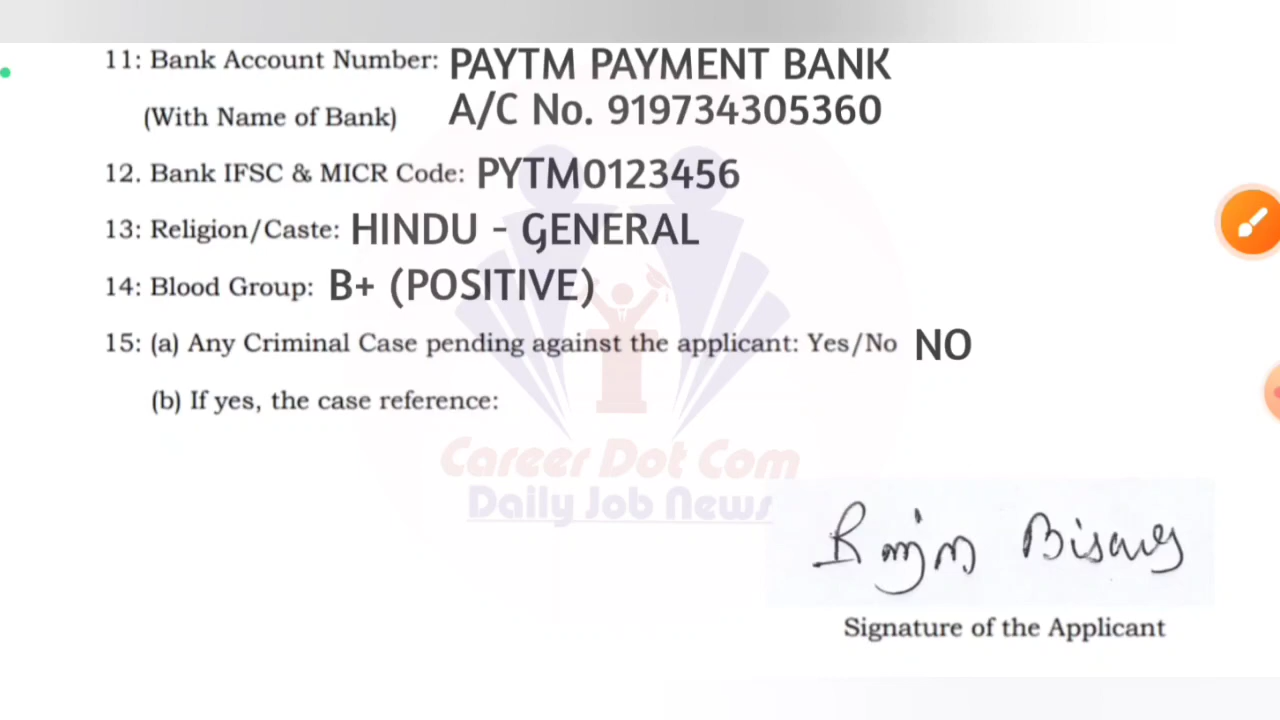 11: Bank Account Number: PAYTM PAYMENT BANK
(With Name of Bank) A/C No. 919734305360
12. Bank IFSC & MICR Code: PYTM0123456
13: Religion/Caste: HINDU - GENERAL
14: Blood Group: B+ (POSITIVE)
15: (a) Any Criminal Case pending against the applicant: Yes/No NO
(b) If yes, the case reference:
Career Dot Com
Daily Job News
Signature of the Applicant